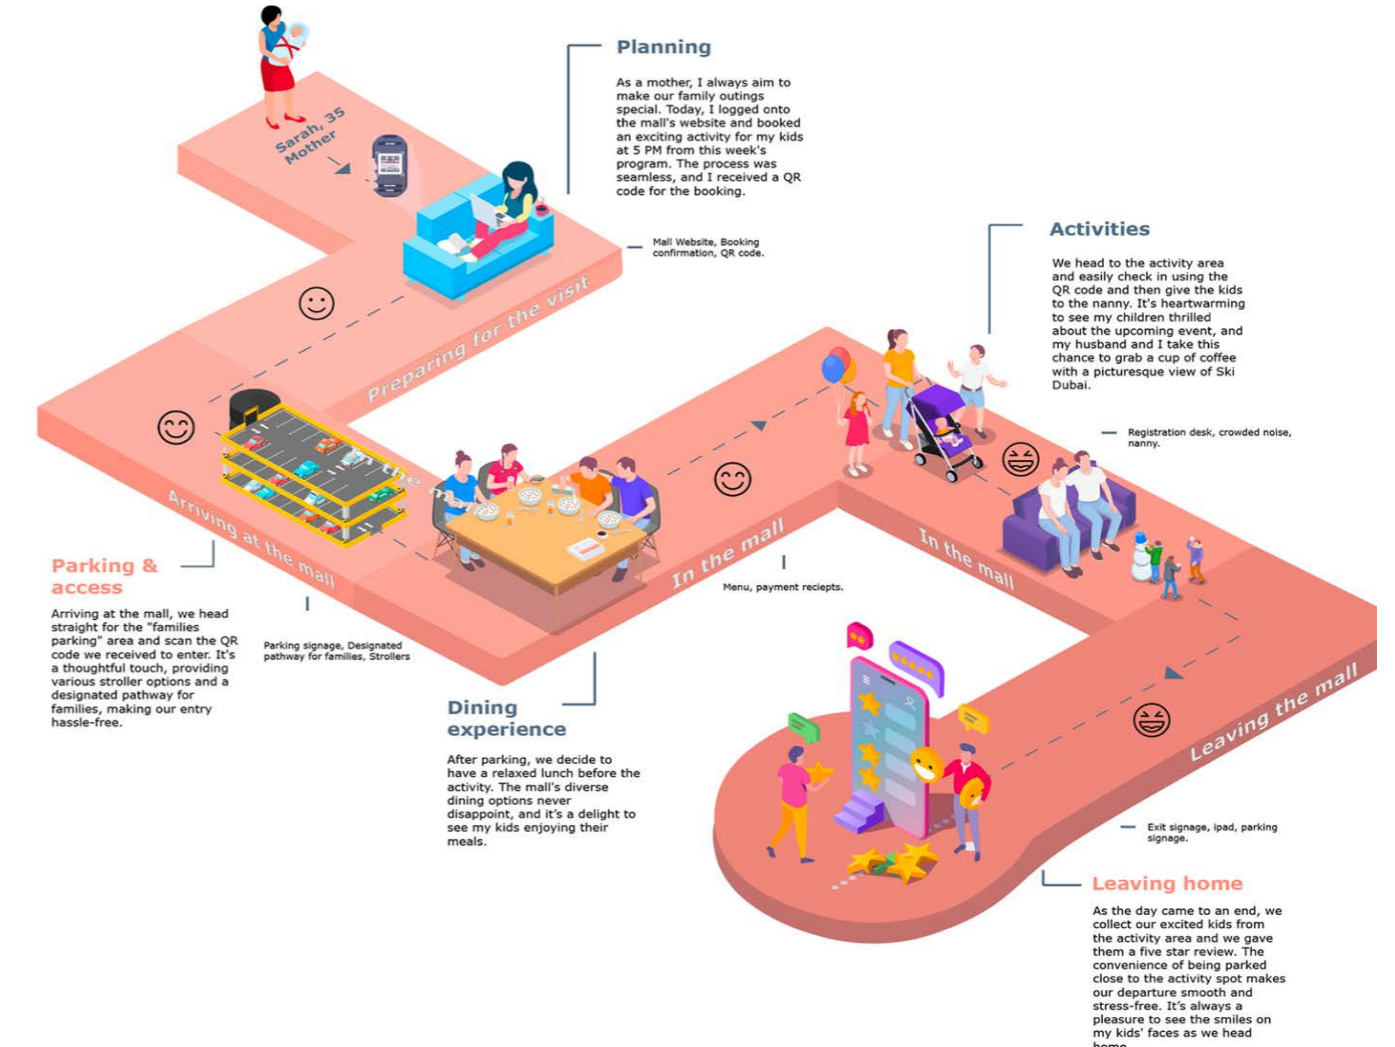 Sarah, 35
Mother
Planning
As a mother, I always aim to
make our family outings
special. Today, I logged onto
the mall's website and booked
an exciting activity for my kids
at 5 PM from this week's
program. The process was
seamless, and I received a QR
code for the booking.
Mall Website, Booking
confirmation, QR code.
Preparing for the visit
Arriving at the mall
Parking &
access
Arriving at the mall, we head
straight for the "families
parking" area and scan the QR
code we received to enter. It's
a thoughtful touch, providing
various stroller options and a
designated pathway for
families, making our entry
hassle-free.
Parking signage, Designated
pathway for families, Strollers
the
Dining
experience
After parking, we decide to
have a relaxed lunch before the
activity. The mall's diverse
dining options never
disappoint, and it's a delight to
see my kids enjoying their
meals.
In the mall
Menu, payment reciepts.
Activities
We head to the activity area
and easily check in using the
QR code and then give the kids
to the nanny. It's heartwarming
to see my children thrilled
about the upcoming event, and
my husband and I take this
chance to grab a cup of coffee
with a picturesque view of Ski
Dubai.
Registration desk, crowded noise,
nanny.
In the mall
Leaving the mall
Exit signage, ipad, parking
signage.
Leaving home
As the day came to an end, we
collect our excited kids from
the activity area and we gave
them a five star review. The
convenience of being parked
close to the activity spot makes
our departure smooth and
stress-free. It's always a
pleasure to see the smiles on
my kids' faces as we head
home